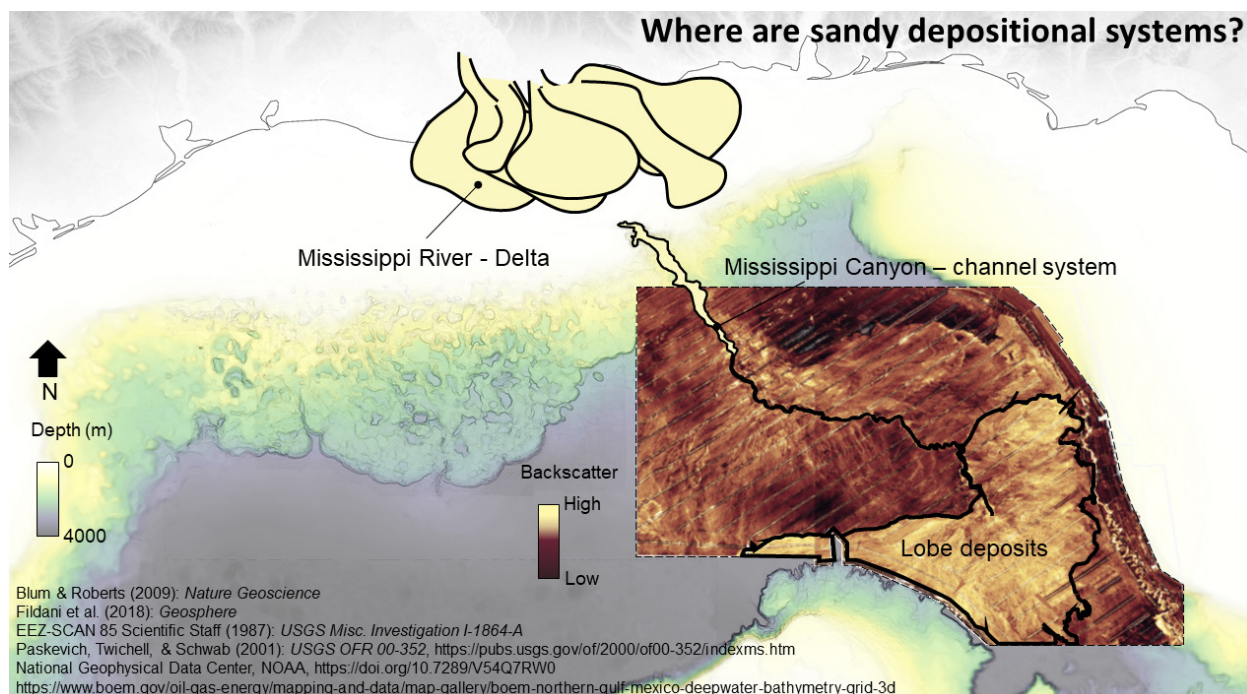 Where are sandy depositional systems?
Mississippi River - Delta
Mississippi Canyon – channel system
N
Depth (m)
0
4000
Backscatter
High
Low
Lobe deposits
Blum & Roberts (2009): Nature Geoscience
Fildani et al. (2018): Geosphere
EEZ-SCAN 85 Scientific Staff (1987): USGS Misc. Investigation I-1864-A
Paskevich, Twichell, & Schwab (2001): USGS OFR 00-352, https://pubs.usgs.gov/of/2000/of00-352/indexms.htm
National Geophysical Data Center, NOAA, https://doi.org/10.7289/V54Q7RW0
https://www.boem.gov/oil-gas-energy/mapping-and-data/map-gallery/boem-northern-gulf-mexico-deepwater-bathymetry-grid-3d